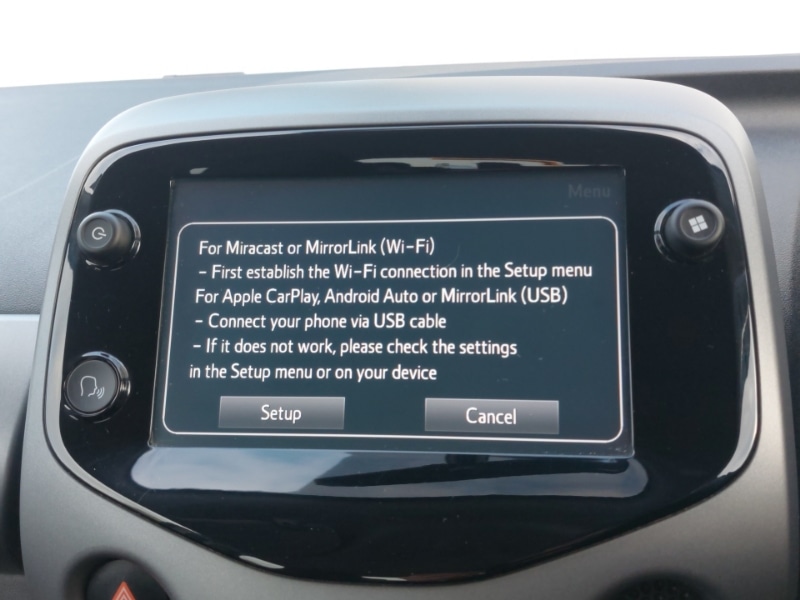 Menu
For Miracast or MirrorLink (Wi-Fi)
- First establish the Wi-Fi connection in the Setup menu
For Apple CarPlay, Android Auto or MirrorLink (USB)
- Connect your phone via USB cable
- If it does not work, please check the settings
in the Setup menu or on your device
Setup
Cancel